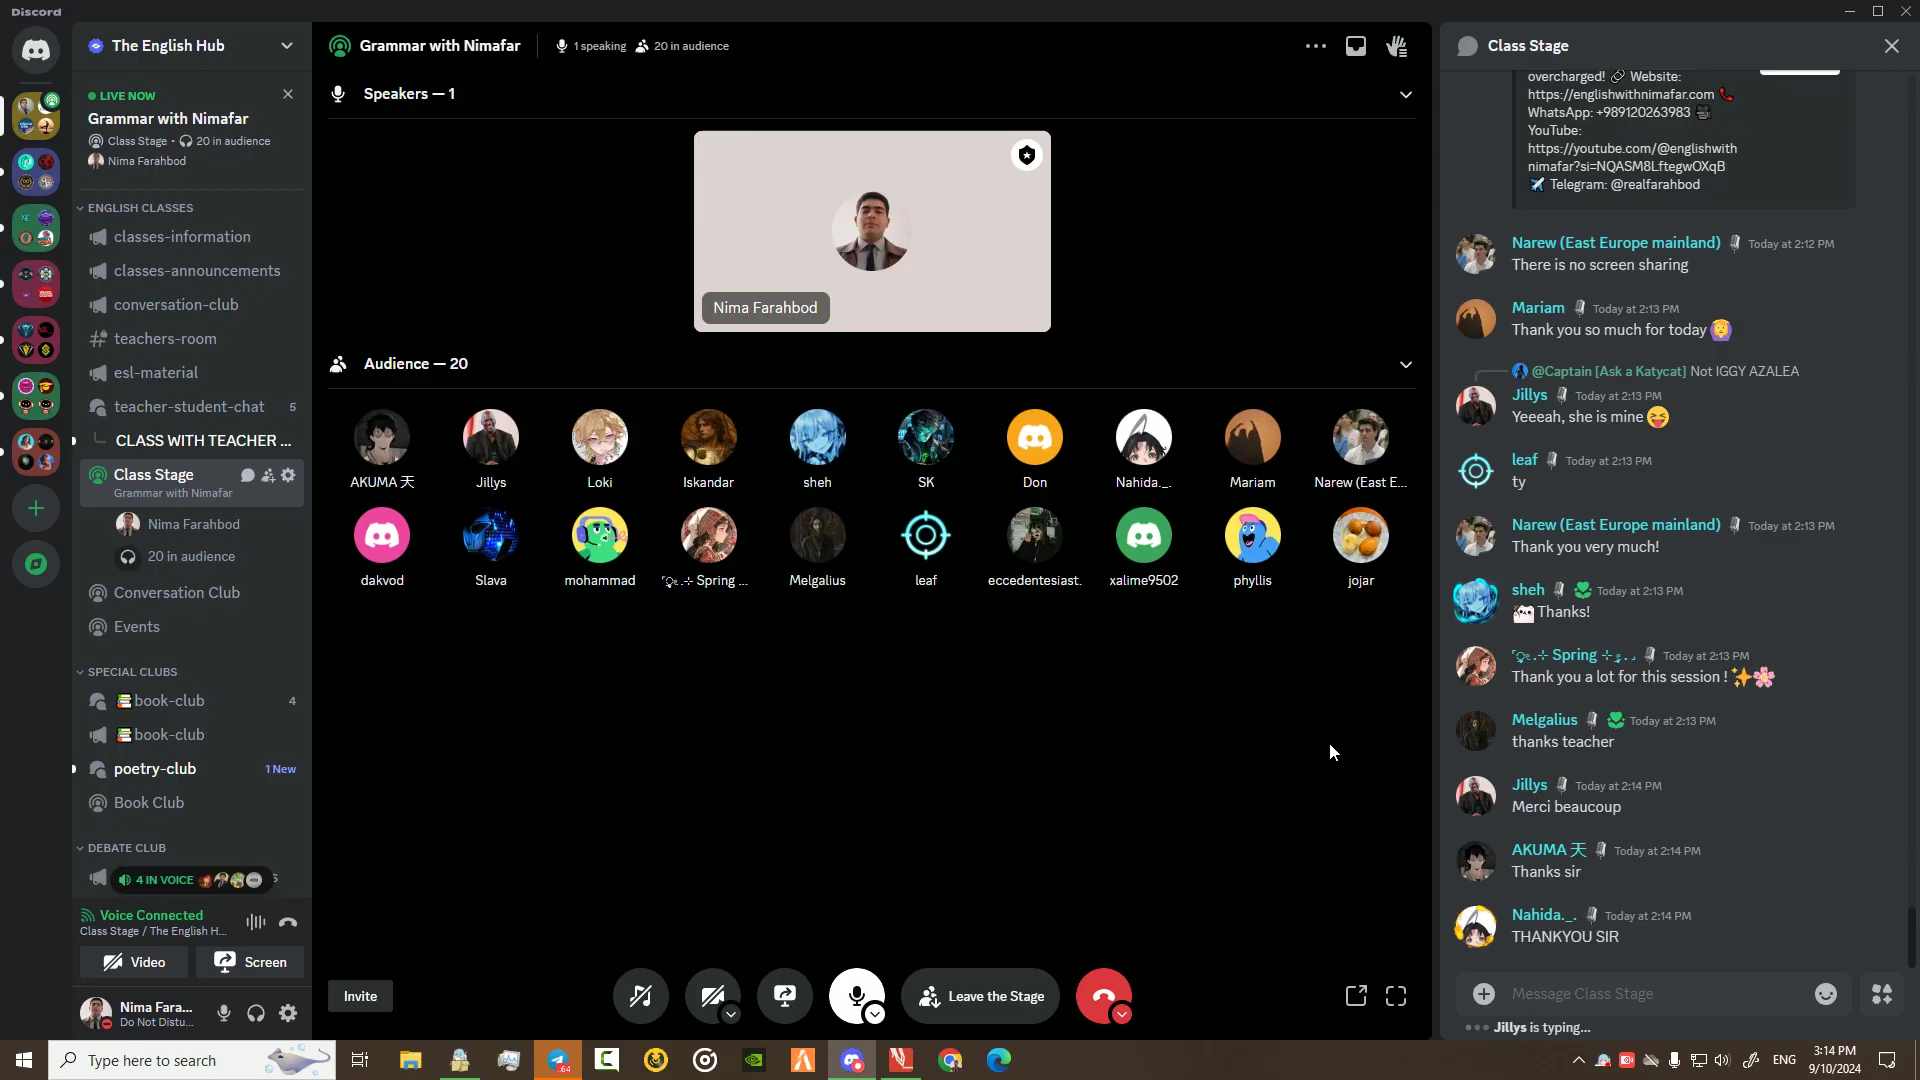 Discord
The English Hub
LIVE NOW
Grammar with Nimafar
Class Stage • 20 in audience
Nima Farahbod
ENGLISH CLASSES
classes-information
classes-announcements
conversation-club
teachers-room
esl-material
teacher-student-chat 5
CLASS WITH TEACHER ...
Class Stage
Grammar with Nimafar
Nima Farahbod
20 in audience
Conversation Club
Events
SPECIAL CLUBS
book-club 4
book-club
poetry-club 1 New
Book Club
DEBATE CLUB
4 IN VOICE
Voice Connected
Class Stage / The English H...
Video
Screen
Nima Fara...
Do Not Distu...
Grammar with Nimafar
1 speaking 20 in audience
Speakers — 1
Nima Farahbod
Audience — 20
AKUMA 天 Jillys Loki Iskandar sheh SK Don Nahida._. Mariam Narew (East E...
dakvod Slava mohammad Spring ... Melgalius leaf eccedentesiast. xalime9502 phyllis jojar
Invite
Leave the Stage
Class Stage
overcharged! 🔗 Website:
https://englishwithnimafar.com 📞
WhatsApp: +989120263983 🎥
YouTube:
https://youtube.com/@englishwith
nimafar?si=NQASM8LftegwOXqB
✈️ Telegram: @realfarahbod
Narew (East Europe mainland) Today at 2:12 PM
There is no screen sharing
Mariam Today at 2:13 PM
Thank you so much for today
@Captain [Ask a Katycat] Not IGGY AZALEA
Jillys Today at 2:13 PM
Yeeeah, she is mine 😝
leaf Today at 2:13 PM
ty
Narew (East Europe mainland) Today at 2:13 PM
Thank you very much!
sheh Today at 2:13 PM
Thanks!
Spring Today at 2:13 PM
Thank you a lot for this session ! ✨🌸
Melgalius Today at 2:13 PM
thanks teacher
Jillys Today at 2:14 PM
Merci beaucoup
AKUMA 天 Today at 2:14 PM
Thanks sir
Nahida._. Today at 2:14 PM
THANKYOU SIR
Message Class Stage
Jillys is typing...
Type here to search
64
ENG
3:14 PM
9/10/2024